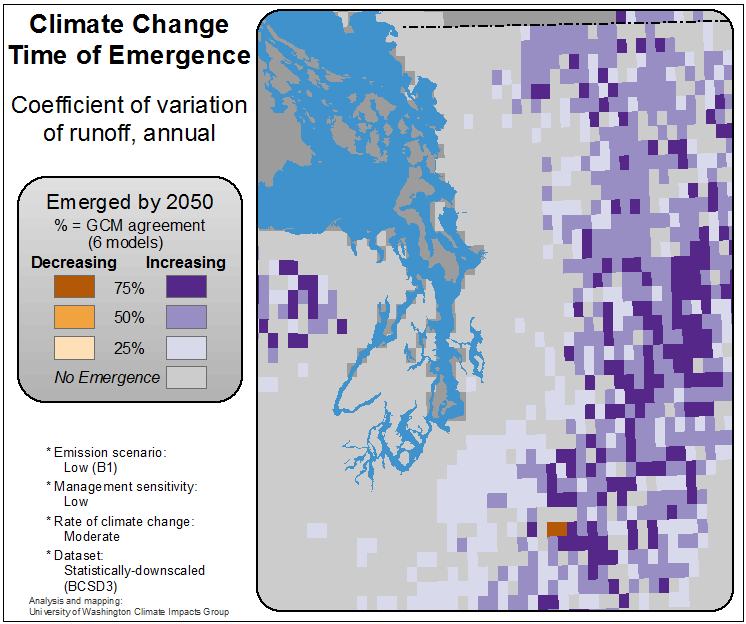 Climate Change
Time of Emergence
Coefficient of variation
of runoff, annual
Emerged by 2050
% = GCM agreement
(6 models)
Decreasing Increasing
75%
50%
25%
No Emergence
* Emission scenario:
Low (B1)
* Management sensitivity:
Low
* Rate of climate change:
Moderate
* Dataset:
Statistically-downscaled
(BCSD3)
Analysis and mapping:
University of Washington Climate Impacts Group